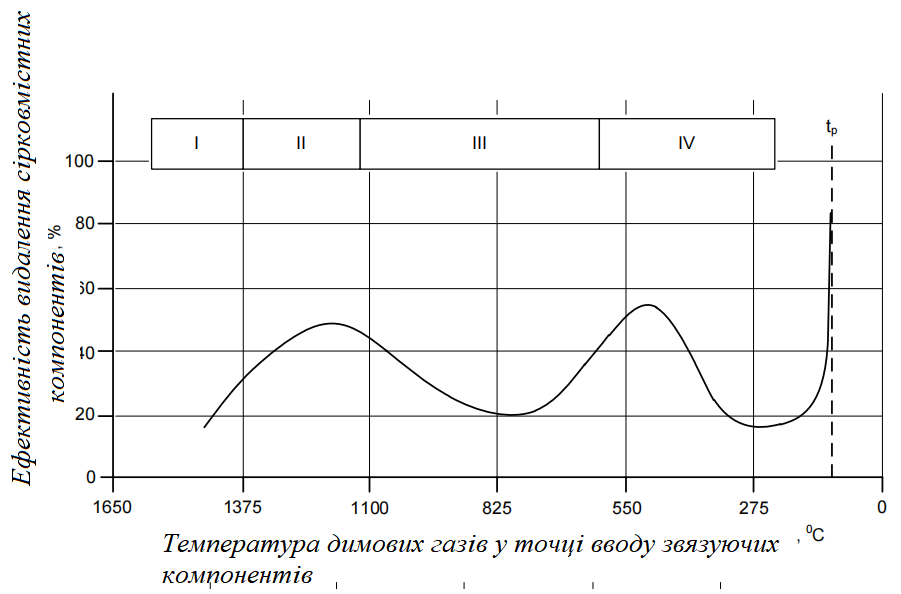 Ефективність видалення сірковмістних
компонентів, %
I II III IV
tр
100
80
60
40
20
0
1650 1375 1100 825 550 275 0
Температура димових газів у точці вводу звязуючих , ⁰C
компонентів